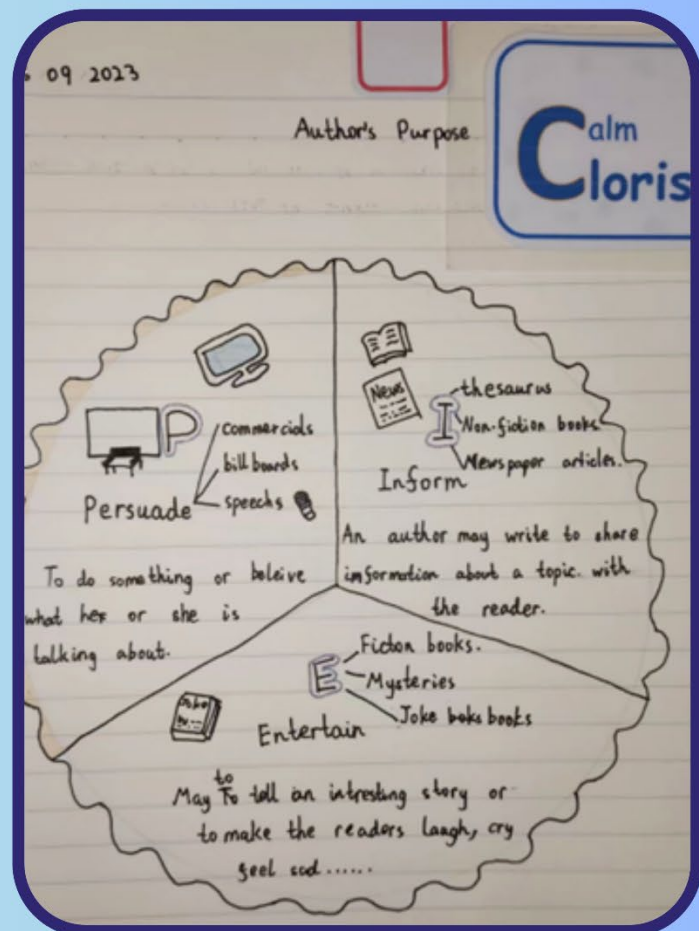 09 2023
Author's Purpose
Calm
Cloris
P
commercials
billboards
speechs
Persuade
To do something or beleive
what her or she is
talking about.
News
I
thesaurus
Non-fiction books
Newspaper articles.
Inform
An author may write to share
information about a topic. with
the reader.
E
Ficton books.
Mysteries
Joke boks books
Entertain
to
May To tell an intresting story or
to make the readers laugh, cry
feel sad......